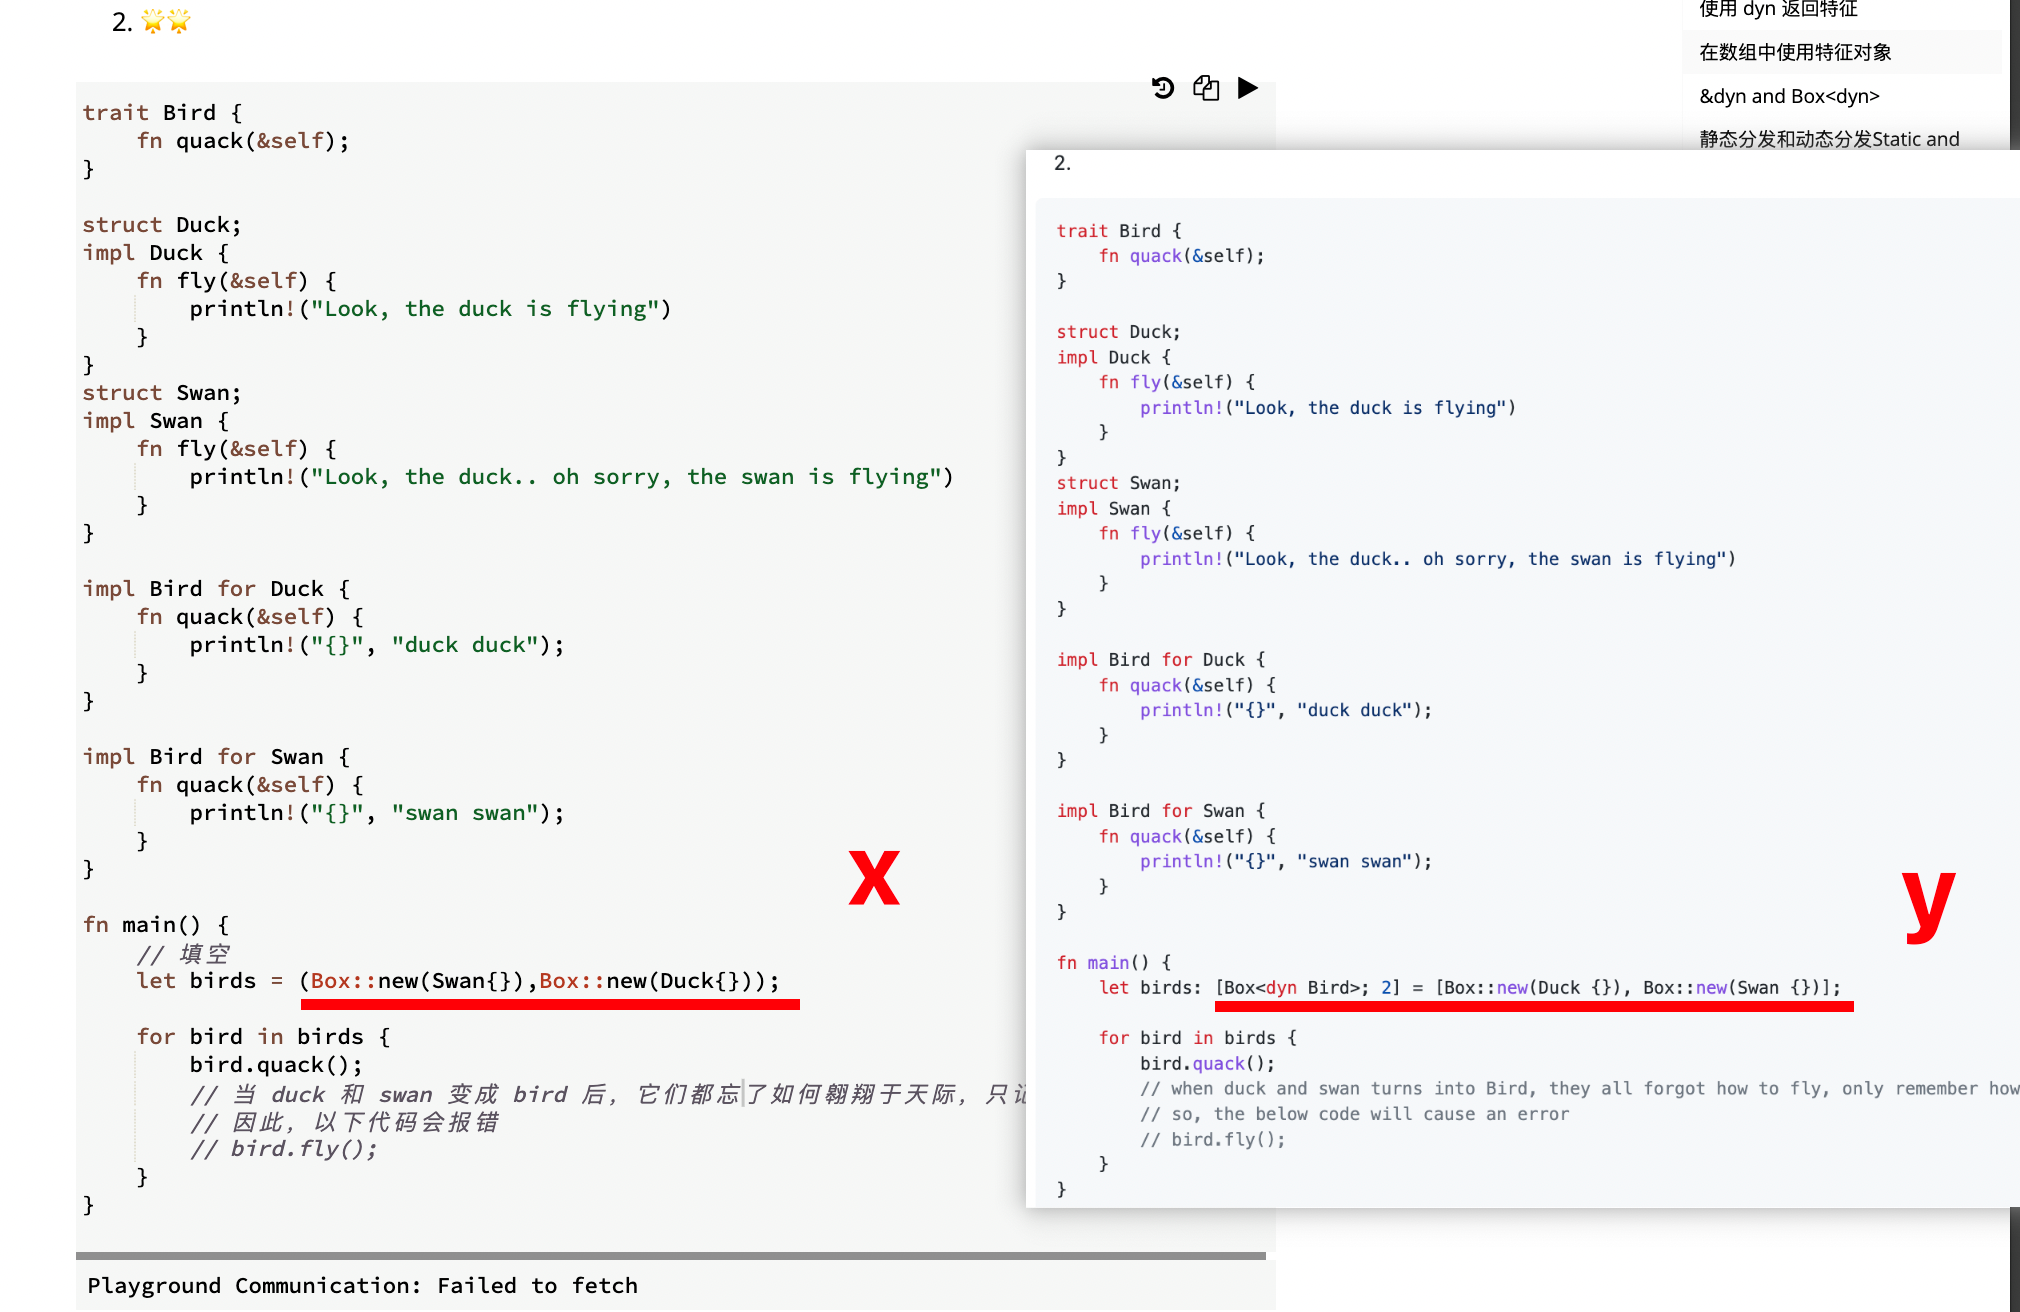 2. 🌟🌟
trait Bird {
    fn quack(&self);
}
struct Duck;
impl Duck {
    fn fly(&self) {
        println!("Look, the duck is flying")
    }
}
struct Swan;
impl Swan {
    fn fly(&self) {
        println!("Look, the duck.. oh sorry, the swan is flying")
    }
}
impl Bird for Duck {
    fn quack(&self) {
        println!("{}", "duck duck");
    }
}
impl Bird for Swan {
    fn quack(&self) {
        println!("{}", "swan swan");
    }
}
fn main() {
    // 填空
    let birds = (Box::new(Swan{}),Box::new(Duck{}));
    for bird in birds {
        bird.quack();
        // 当 duck 和 swan 变成 bird 后，它们都忘了如何翱翔于天际，只
        // 因此，以下代码会报错
        // bird.fly();
    }
}
x
Playground Communication: Failed to fetch
使用 dyn 返回特征
在数组中使用特征对象
&dyn and Box<dyn>
静态分发和动态分发Static and
2.
trait Bird {
    fn quack(&self);
}
struct Duck;
impl Duck {
    fn fly(&self) {
        println!("Look, the duck is flying")
    }
}
struct Swan;
impl Swan {
    fn fly(&self) {
        println!("Look, the duck.. oh sorry, the swan is flying")
    }
}
impl Bird for Duck {
    fn quack(&self) {
        println!("{}", "duck duck");
    }
}
impl Bird for Swan {
    fn quack(&self) {
        println!("{}", "swan swan");
    }
}
fn main() {
    let birds: [Box<dyn Bird>; 2] = [Box::new(Duck {}), Box::new(Swan {})];
    for bird in birds {
        bird.quack();
        // when duck and swan turns into Bird, they all forgot how to fly, only remember how
        // so, the below code will cause an error
        // bird.fly();
    }
}
y